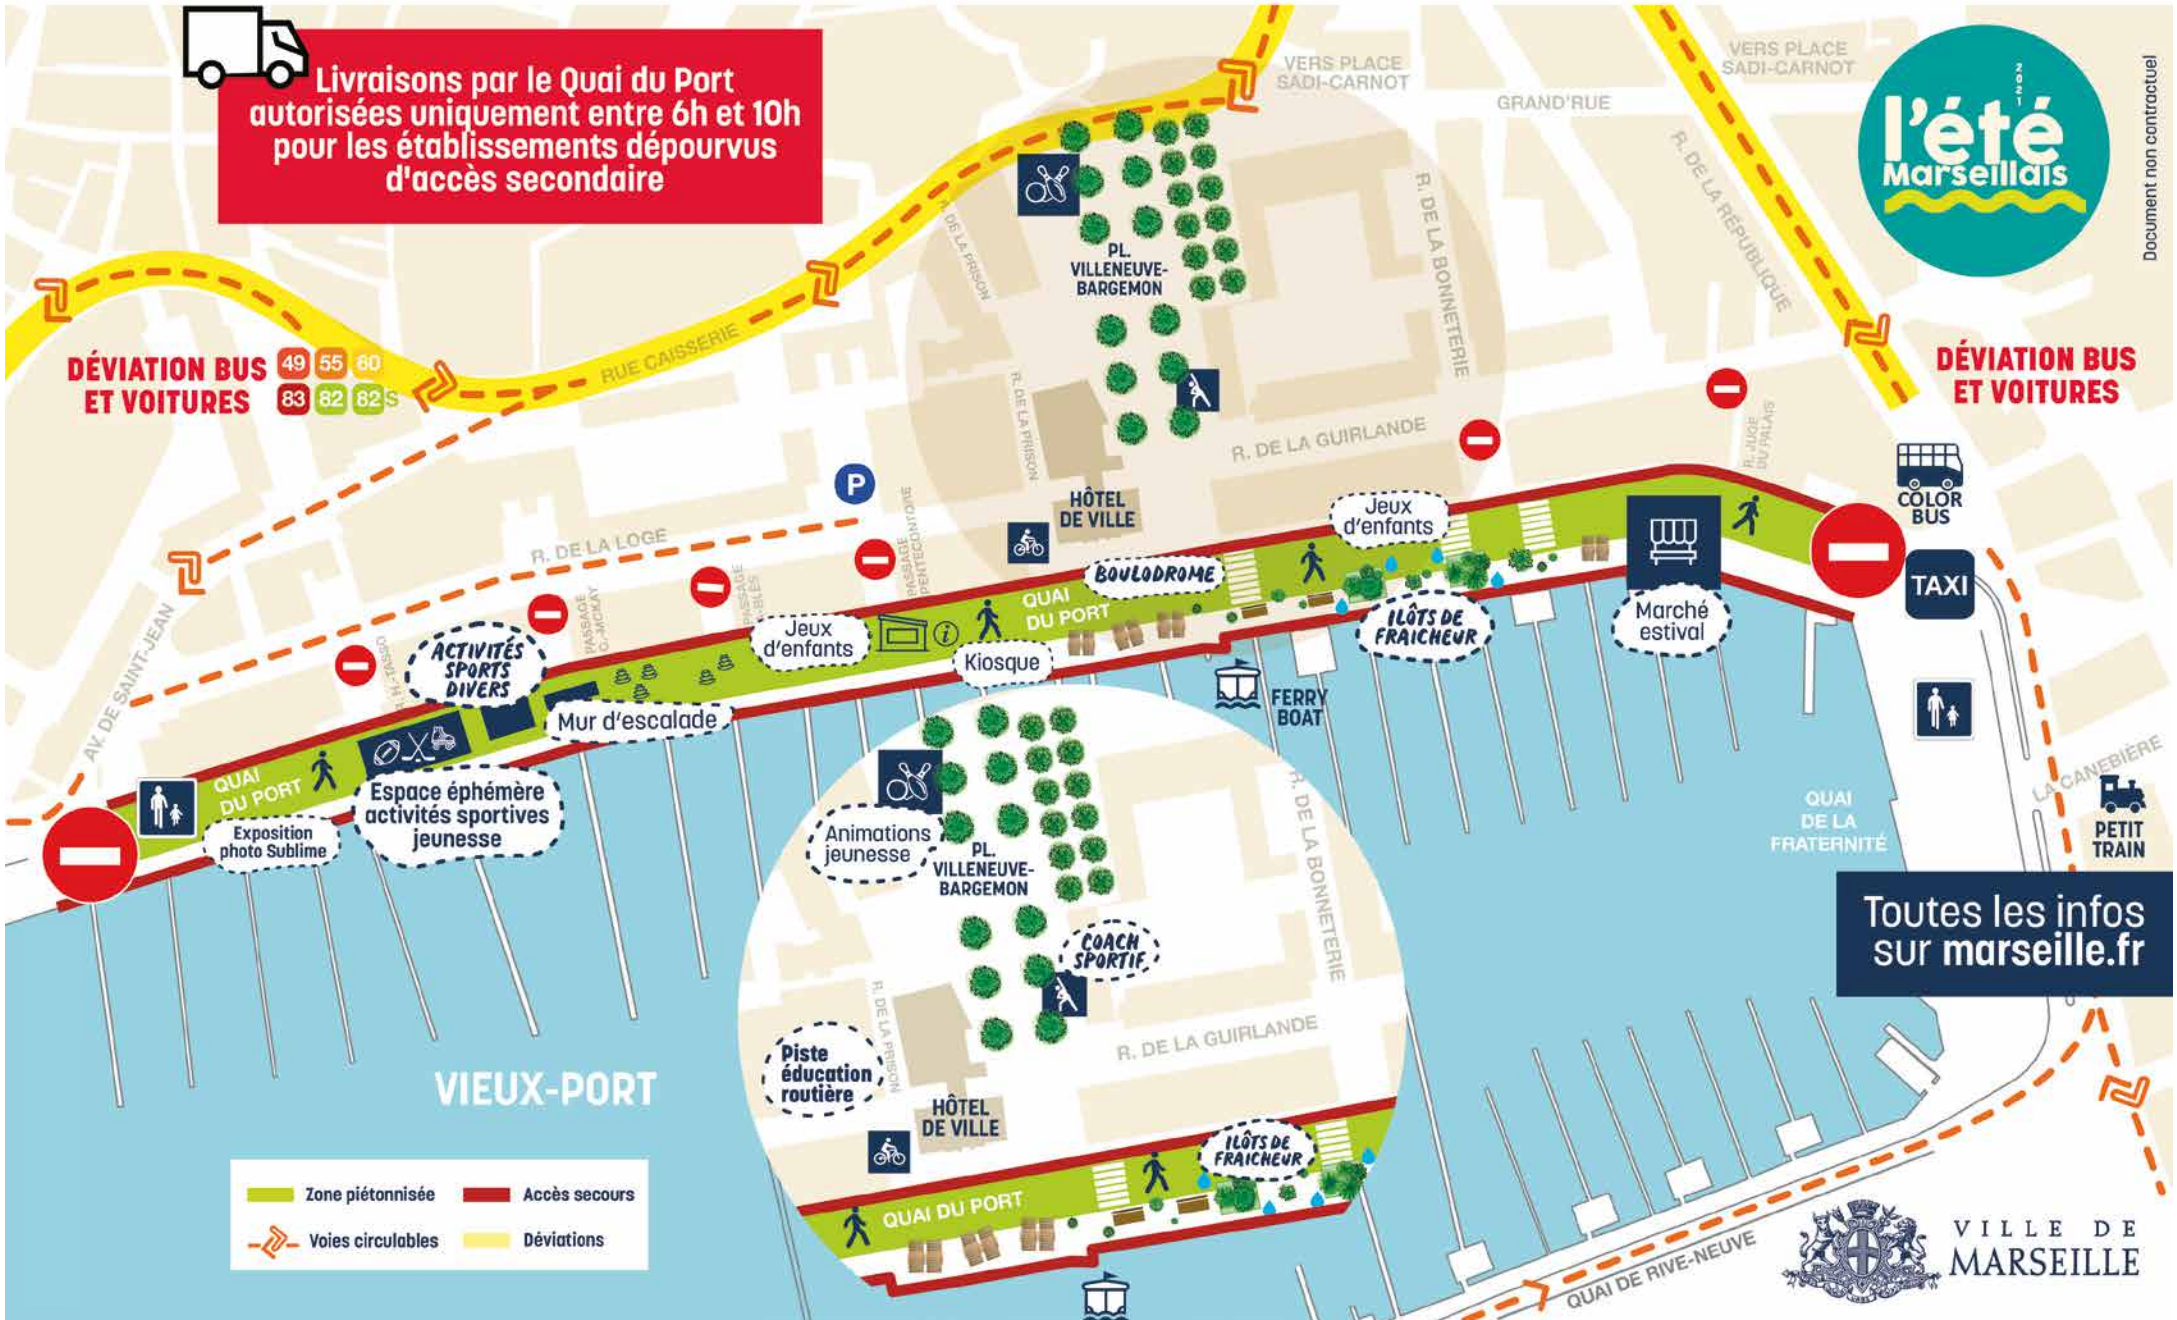 Livraisons par le Quai du Port
autorisées uniquement entre 6h et 10h
pour les établissements dépourvus
d'accès secondaire
VERS PLACE
SADI-CARNOT
GRAND'RUE
VERS PLACE
SADI-CARNOT
2021
l'été
Marseillais
Document non contractuel
R. DE LA RÉPUBLIQUE
R. DE LA BONNETERIE
R. DE LA PRISON
PL.
VILLENEUVE-
BARGEMON
DÉVIATION BUS
ET VOITURES
49 55 60
83 82 82S
RUE CAISSERIE
DÉVIATION BUS
ET VOITURES
R. DE LA PRISON
R. DE LA GUIRLANDE
R. JUGE
DU PALAIS
COLOR
BUS
TAXI
P
HÔTEL
DE VILLE
Jeux
d'enfants
R. DE LA LOGE
PASSAGE
PENTECONTORE
BOULODROME
QUAI
DU PORT
PASSAGE
G.-MCKAY
PASSAGE
AV. DE SAINT-JEAN
ACTIVITÉS
SPORTS
DIVERS
Jeux
d'enfants
i
Kiosque
ILÔTS DE
FRAICHEUR
Marché
estival
Mur d'escalade
FERRY
BOAT
QUAI
DU PORT
Exposition
photo Sublime
Espace éphémère
activités sportives
jeunesse
LA CANEBIÈRE
QUAI
DE LA
FRATERNITÉ
PETIT
TRAIN
Toutes les infos
sur marseille.fr
Animations
jeunesse
PL.
VILLENEUVE-
BARGEMON
R. DE LA BONNETERIE
COACH
SPORTIF
R. DE LA PRISON
R. DE LA GUIRLANDE
Piste
éducation
routière
HÔTEL
DE VILLE
ILÔTS DE
FRAICHEUR
QUAI DU PORT
VIEUX-PORT
Zone piétonnisée
Accès secours
Voies circulables
Déviations
QUAI DE RIVE-NEUVE
VILLE DE
MARSEILLE